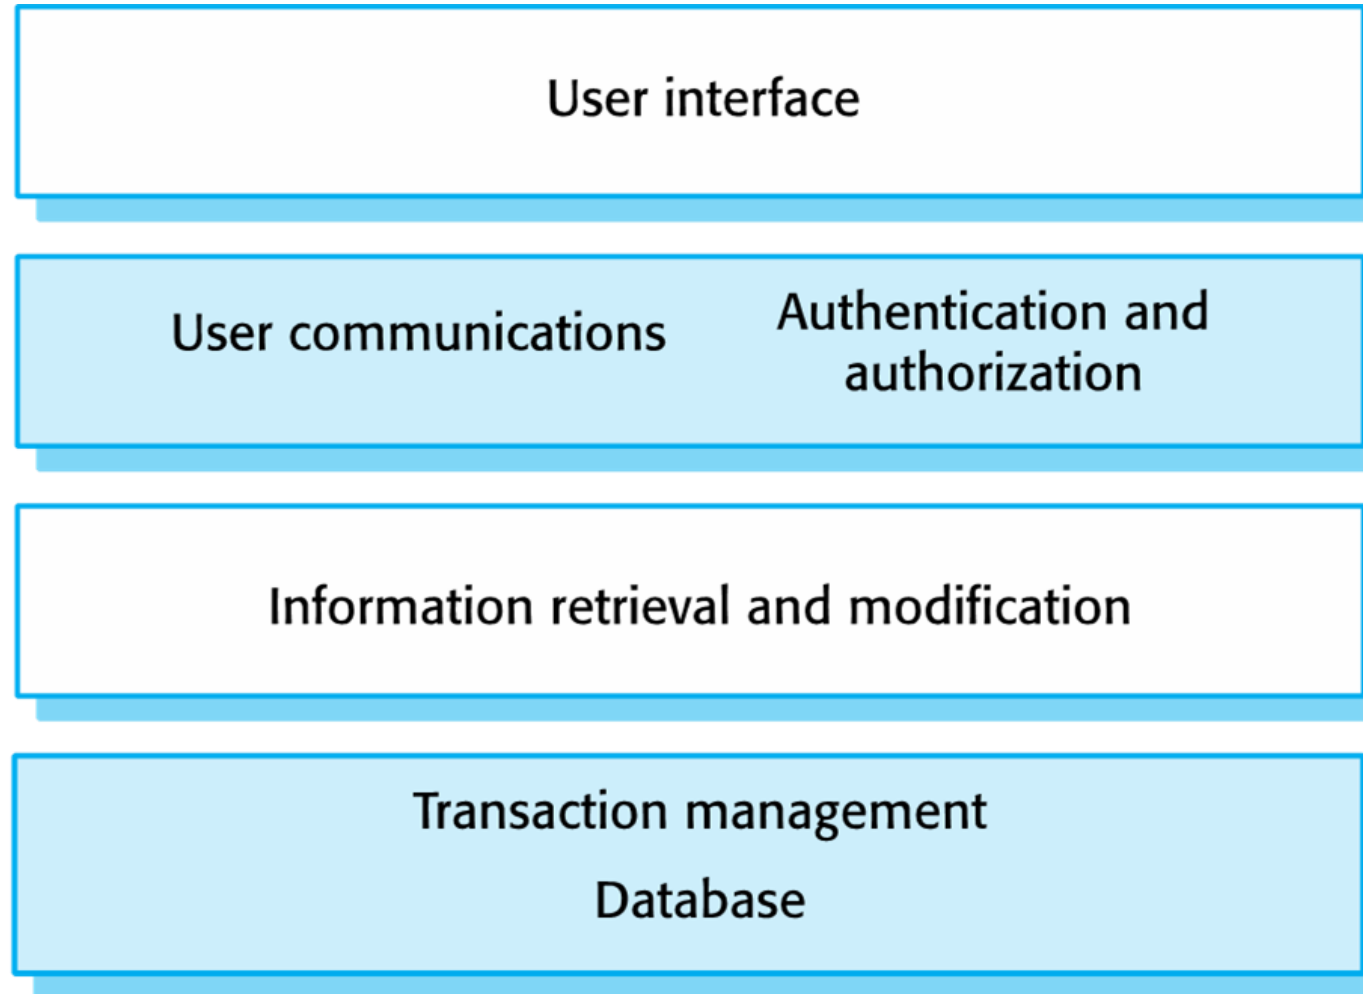 User interface
User communications
Authentication and
authorization
Information retrieval and modification
Transaction management
Database